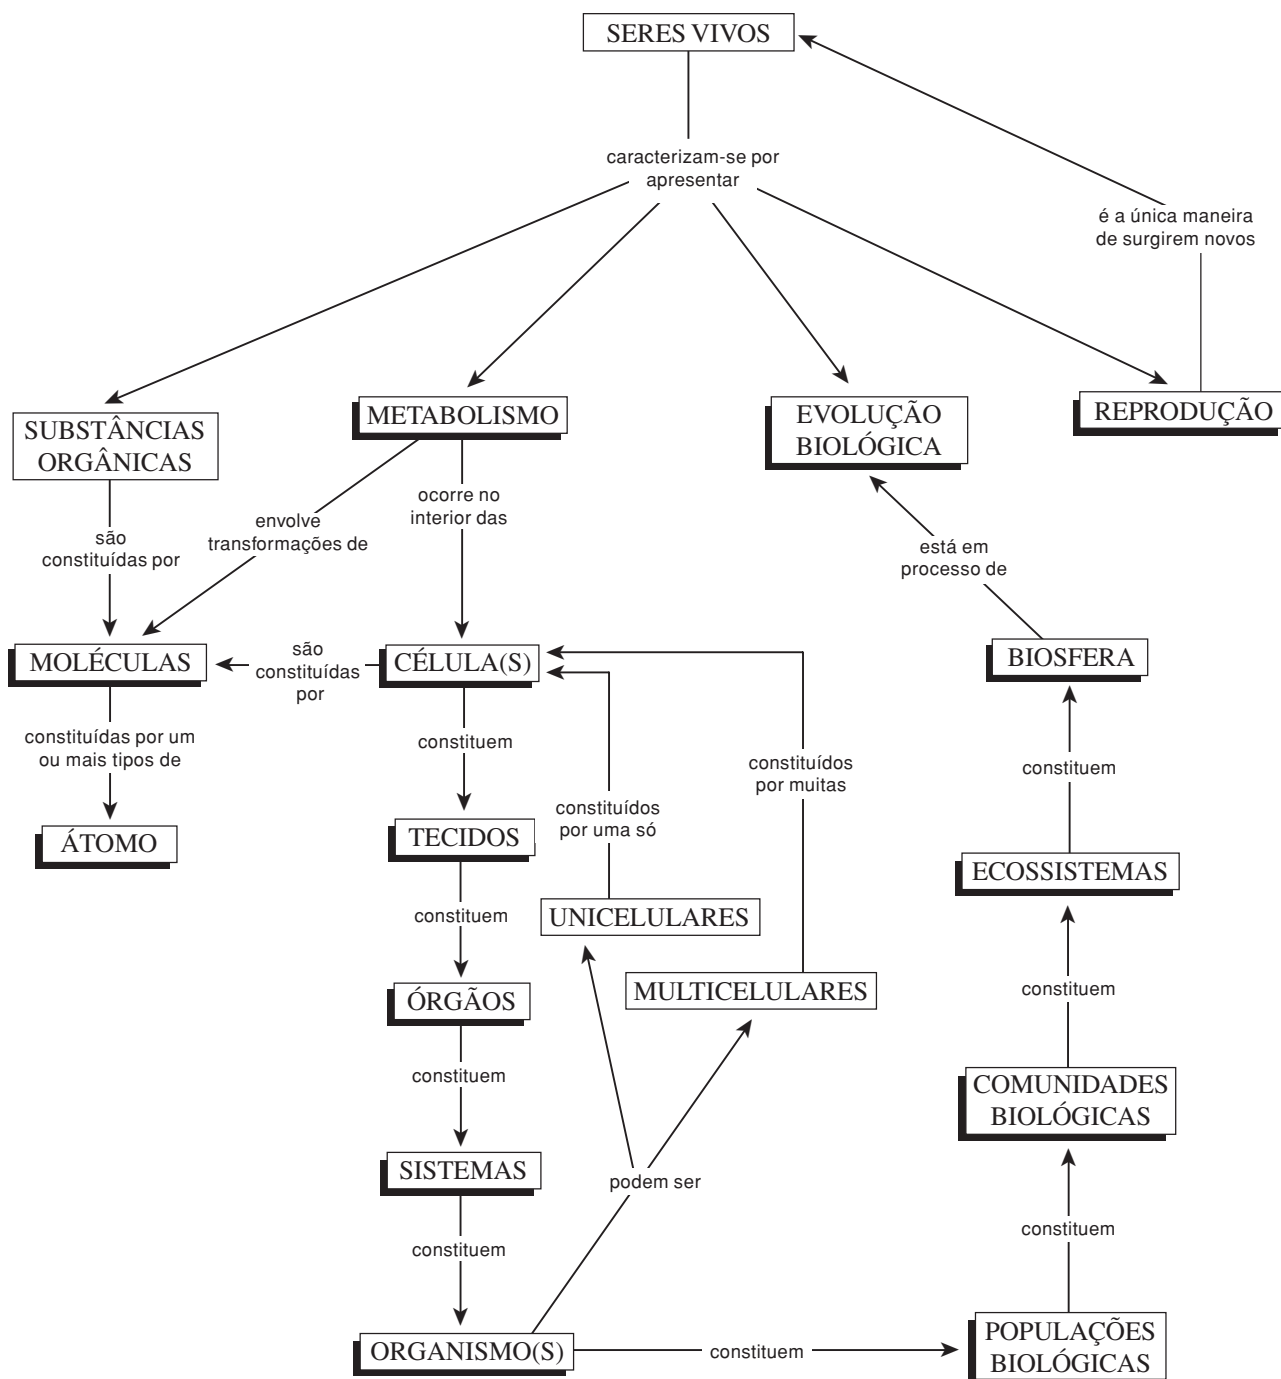 SERES VIVOS
caracterizam-se por
apresentar
é a única maneira
de surgirem novos
SUBSTÂNCIAS
ORGÂNICAS
METABOLISMO
EVOLUÇÃO
BIOLÓGICA
REPRODUÇÃO
são
constituídas por
envolve
transformações de
ocorre no
interior das
está em
processo de
MOLÉCULAS
são
constituídas
por
CÉLULA(S)
BIOSFERA
constituídas por um
ou mais tipos de
constituem
constituídos
por uma só
constituídos
por muitas
constituem
ÁTOMO
TECIDOS
ECOSSISTEMAS
constituem
UNICELULARES
MULTICELULARES
constituem
ÓRGÃOS
constituem
COMUNIDADES
BIOLÓGICAS
SISTEMAS
podem ser
constituem
constituem
ORGANISMO(S)
constituem
POPULAÇÕES
BIOLÓGICAS